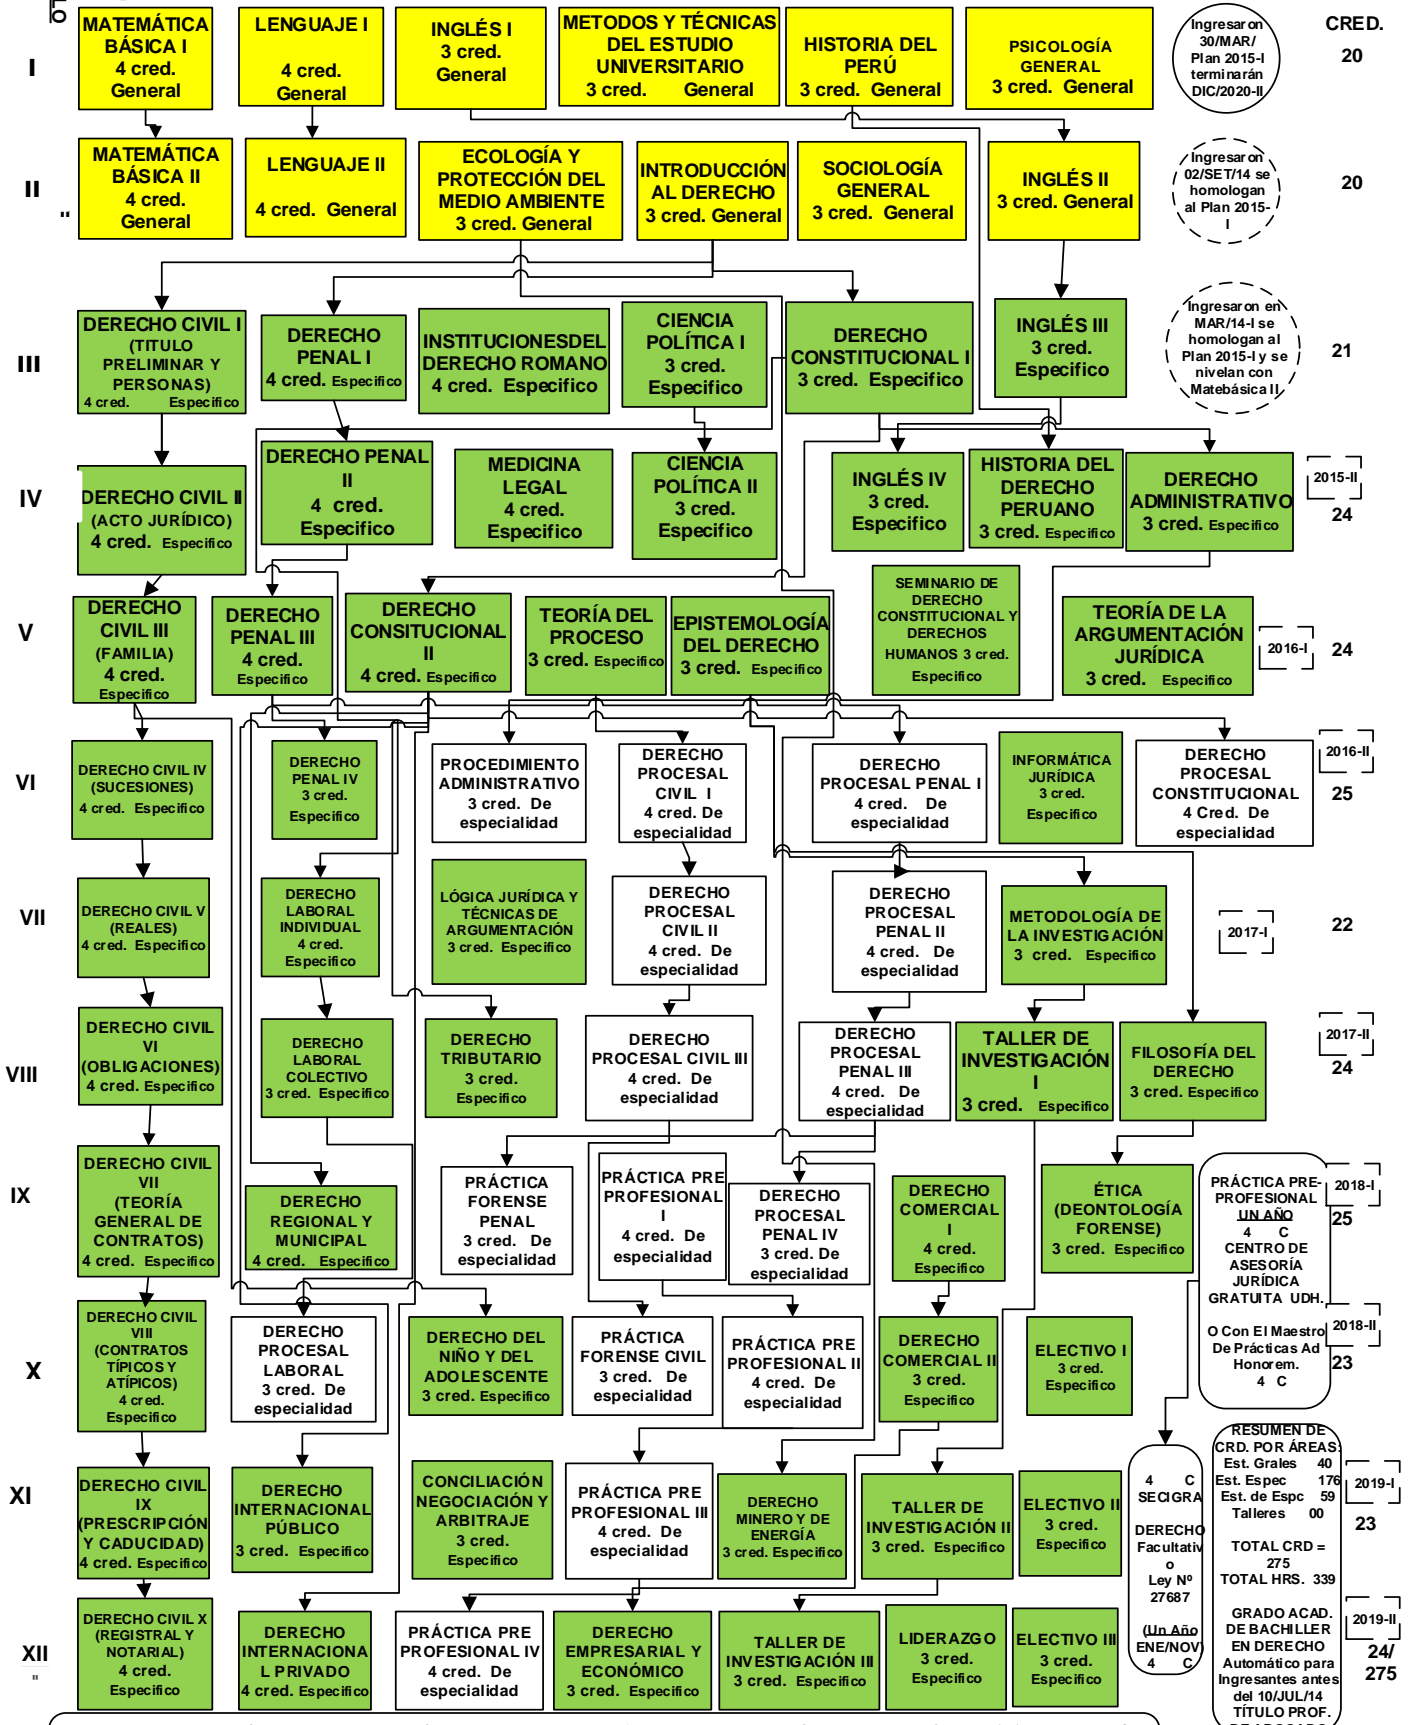 LO
CRED.
I
MATEMÁTICA
BÁSICA I
4 cred.
General
LENGUAJE I
4 cred.
General
INGLÉS I
3 cred.
General
METODOS Y TÉCNICAS
DEL ESTUDIO
UNIVERSITARIO
3 cred. General
HISTORIA DEL
PERÚ
3 cred. General
PSICOLOGÍA
GENERAL
3 cred. General
Ingresaron
30/MAR/
Plan 2015-I
terminarán
DIC/2020-II
20
II
"
MATEMÁTICA
BÁSICA II
4 cred.
General
LENGUAJE II
4 cred. General
ECOLOGÍA Y
PROTECCIÓN DEL
MEDIO AMBIENTE
3 cred. General
INTRODUCCIÓN
AL DERECHO
3 cred. General
SOCIOLOGÍA
GENERAL
3 cred. General
INGLÉS II
3 cred. General
Ingresaron
02/SET/14 se
homologan
al Plan 2015-
I
20
III
DERECHO CIVIL I
(TITULO
PRELIMINAR Y
PERSONAS)
4 cred. Especifico
DERECHO
PENAL I
4 cred. Especifico
INSTITUCIONESDEL
DERECHO ROMANO
4 cred. Especifico
CIENCIA
POLÍTICA I
3 cred.
Especifico
DERECHO
CONSTITUCIONAL I
3 cred. Especifico
INGLÉS III
3 cred.
Especifico
Ingresaron en
MAR/14-I se
homologan al
Plan 2015-I y se
nivelan con
Matebásica II
21
IV
DERECHO CIVIL II
(ACTO JURÍDICO)
4 cred. Especifico
DERECHO PENAL
II
4 cred.
Especifico
MEDICINA
LEGAL
4 cred.
Especifico
CIENCIA
POLÍTICA II
3 cred.
Especifico
INGLÉS IV
3 cred.
Especifico
HISTORIA DEL
DERECHO
PERUANO
3 cred. Especifico
DERECHO
ADMINISTRATIVO
3 cred. Especifico
2015-II
24
V
DERECHO
CIVIL III
(FAMILIA)
4 cred.
Especifico
DERECHO
PENAL III
4 cred.
Especifico
DERECHO
CONSITUCIONAL
II
4 cred. Especifico
TEORÍA DEL
PROCESO
3 cred. Especifico
EPISTEMOLOGÍA
DEL DERECHO
3 cred. Especifico
SEMINARIO DE
DERECHO
CONSTITUCIONAL Y
DERECHOS
HUMANOS 3 cred.
Especifico
TEORÍA DE LA
ARGUMENTACIÓN
JURÍDICA
3 cred. Especifico
2016-I
24
VI
DERECHO CIVIL IV
(SUCESIONES)
4 cred. Especifico
DERECHO
PENAL IV
3 cred.
Especifico
PROCEDIMIENTO
ADMINISTRATIVO
3 cred. De
especialidad
DERECHO
PROCESAL
CIVIL I
4 cred. De
especialidad
DERECHO
PROCESAL PENAL I
4 cred. De
especialidad
INFORMÁTICA
JURÍDICA
3 cred.
Especifico
DERECHO
PROCESAL
CONSTITUCIONAL
4 Cred. De
especialidad
2016-II
25
VII
DERECHO CIVIL V
(REALES)
4 cred. Especifico
DERECHO
LABORAL
INDIVIDUAL
4 cred.
Especifico
LÓGICA JURÍDICA Y
TÉCNICAS DE
ARGUMENTACIÓN
3 cred. Especifico
DERECHO
PROCESAL
CIVIL II
4 cred. De
especialidad
DERECHO
PROCESAL
PENAL II
4 cred. De
especialidad
METODOLOGÍA DE
LA INVESTIGACIÓN
3 cred. Especifico
2017-I
22
VIII
DERECHO CIVIL
VI
(OBLIGACIONES)
4 cred. Especifico
DERECHO
LABORAL
COLECTIVO
3 cred. Especifico
DERECHO
TRIBUTARIO
3 cred.
Especifico
DERECHO
PROCESAL CIVIL III
4 cred. De
especialidad
DERECHO
PROCESAL
PENAL III
4 cred. De
especialidad
TALLER DE
INVESTIGACIÓN
I
3 cred. Especifico
FILOSOFÍA DEL
DERECHO
3 cred. Especifico
2017-II
24
IX
DERECHO CIVIL
VII
(TEORÍA
GENERAL DE
CONTRATOS)
4 cred. Especifico
DERECHO
REGIONAL Y
MUNICIPAL
4 cred. Especifico
PRÁCTICA
FORENSE
PENAL
3 cred. De
especialidad
PRÁCTICA PRE
PROFESIONAL
I
4 cred. De
especialidad
DERECHO
PROCESAL
PENAL IV
3 cred. De
especialidad
DERECHO
COMERCIAL
I
4 cred.
Especifico
ÉTICA
(DEONTOLOGÍA
FORENSE)
3 cred. Especifico
PRÁCTICA PRE-
PROFESIONAL
UN AÑO
4 C
CENTRO DE
ASESORÍA
JURÍDICA
GRATUITA UDH.
O Con El Maestro
De Prácticas Ad
Honorem.
4 C
2018-I
25
X
DERECHO CIVIL
VIII
(CONTRATOS
TÍPICOS Y
ATÍPICOS)
4 cred.
Especifico
DERECHO
PROCESAL
LABORAL
3 cred. De
especialidad
DERECHO DEL
NIÑO Y DEL
ADOLESCENTE
3 cred. Especifico
PRÁCTICA
FORENSE CIVIL
3 cred. De
especialidad
PRÁCTICA PRE
PROFESIONAL II
4 cred. De
especialidad
DERECHO
COMERCIAL II
3 cred.
Especifico
ELECTIVO I
3 cred.
Especifico
2018-II
23
XI
DERECHO CIVIL
IX
(PRESCRIPCIÓN
Y CADUCIDAD)
4 cred. Especifico
DERECHO
INTERNACIONAL
PÚBLICO
3 cred. Especifico
CONCILIACIÓN
NEGOCIACIÓN Y
ARBITRAJE
3 cred.
Especifico
PRÁCTICA PRE
PROFESIONAL III
4 cred. De
especialidad
DERECHO
MINERO Y DE
ENERGÍA
3 cred. Especifico
TALLER DE
INVESTIGACIÓN II
3 cred. Especifico
ELECTIVO II
3 cred.
Especifico
4 C
SECIGRA
DERECHO
Facultativ
o
Ley Nº
27687
(Un Año
ENE/NOV)
4 C
RESUMEN DE
CRD. POR ÁREAS:
Est. Grales 40
Est. Espec 176
Est. de Espc 59
Talleres 00
TOTAL CRD =
275
TOTAL HRS. 339
GRADO ACAD.
DE BACHILLER
EN DERECHO
Automático para
Ingresantes antes
del 10/JUL/14
TÍTULO PROF.
2019-I
23
XII
"
DERECHO CIVIL X
(REGISTRAL Y
NOTARIAL)
4 cred.
Especifico
DERECHO
INTERNACIONA
L PRIVADO
4 cred. Especifico
PRÁCTICA PRE
PROFESIONAL IV
4 cred. De
especialidad
DERECHO
EMPRESARIAL Y
ECONÓMICO
3 cred. Especifico
TALLER DE
INVESTIGACIÓN III
3 cred. Especifico
LIDERAZGO
3 cred.
Especifico
ELECTIVO III
3 cred.
Especifico
2019-II
24/
275